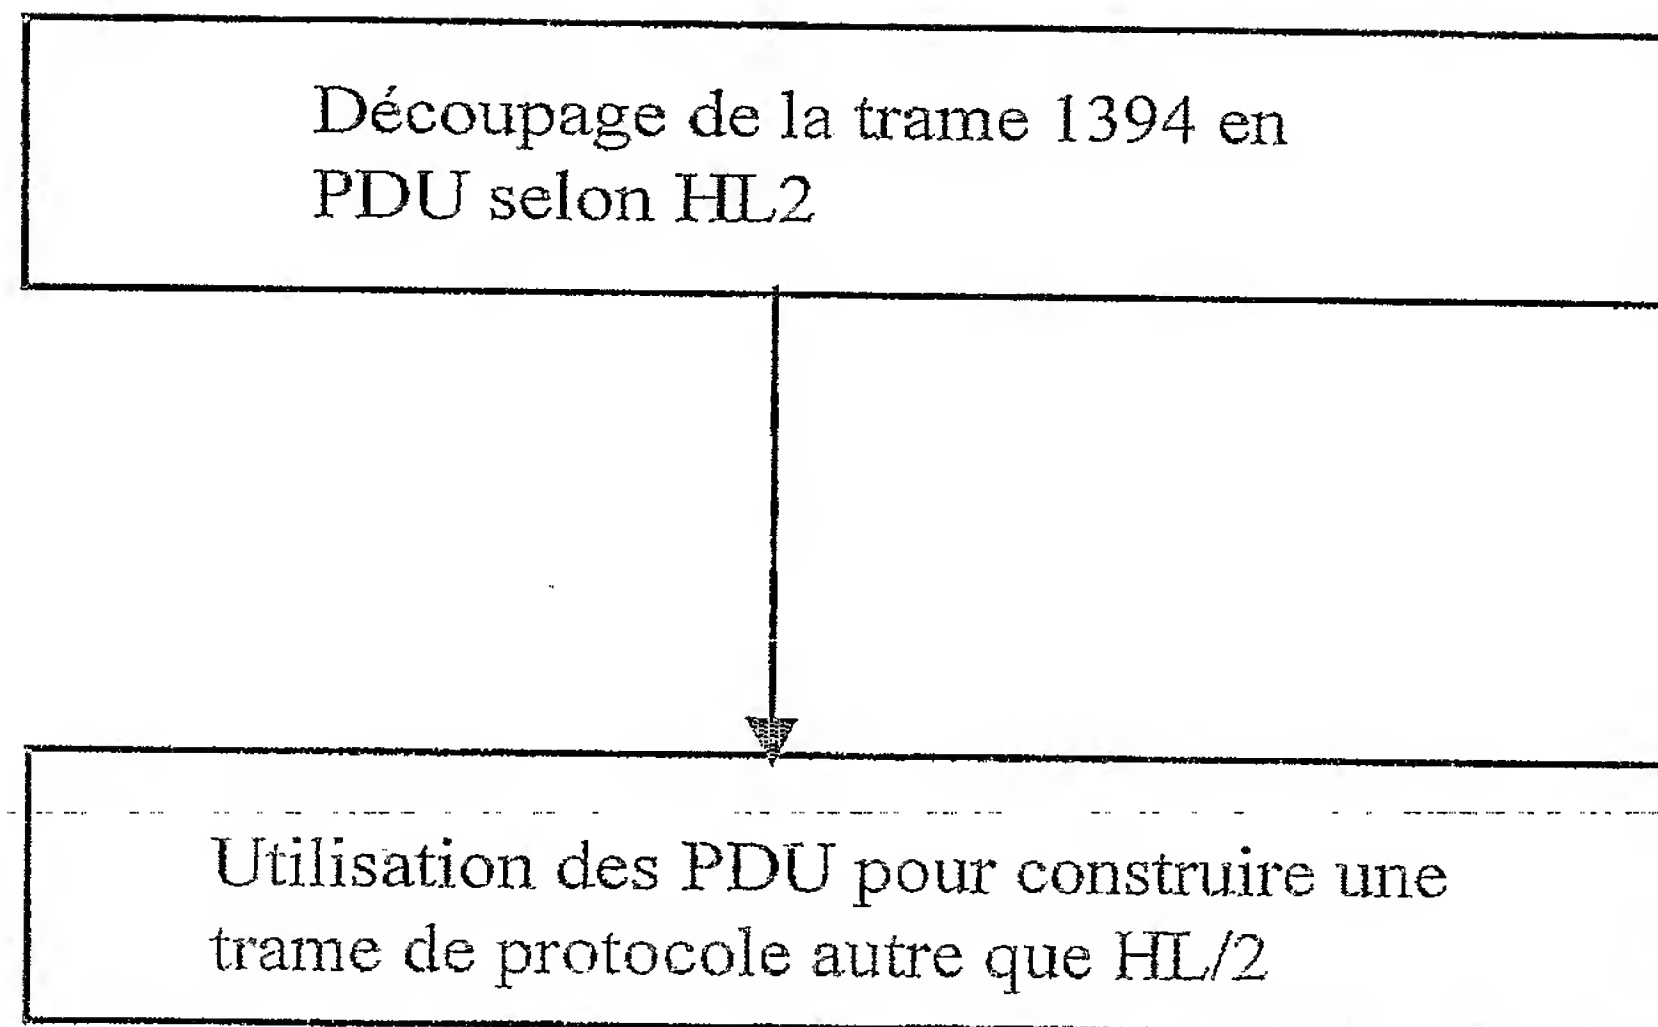 Découpage de la trame 1394 en
PDU selon HL2
Utilisation des PDU pour construire une
trame de protocole autre que HL/2